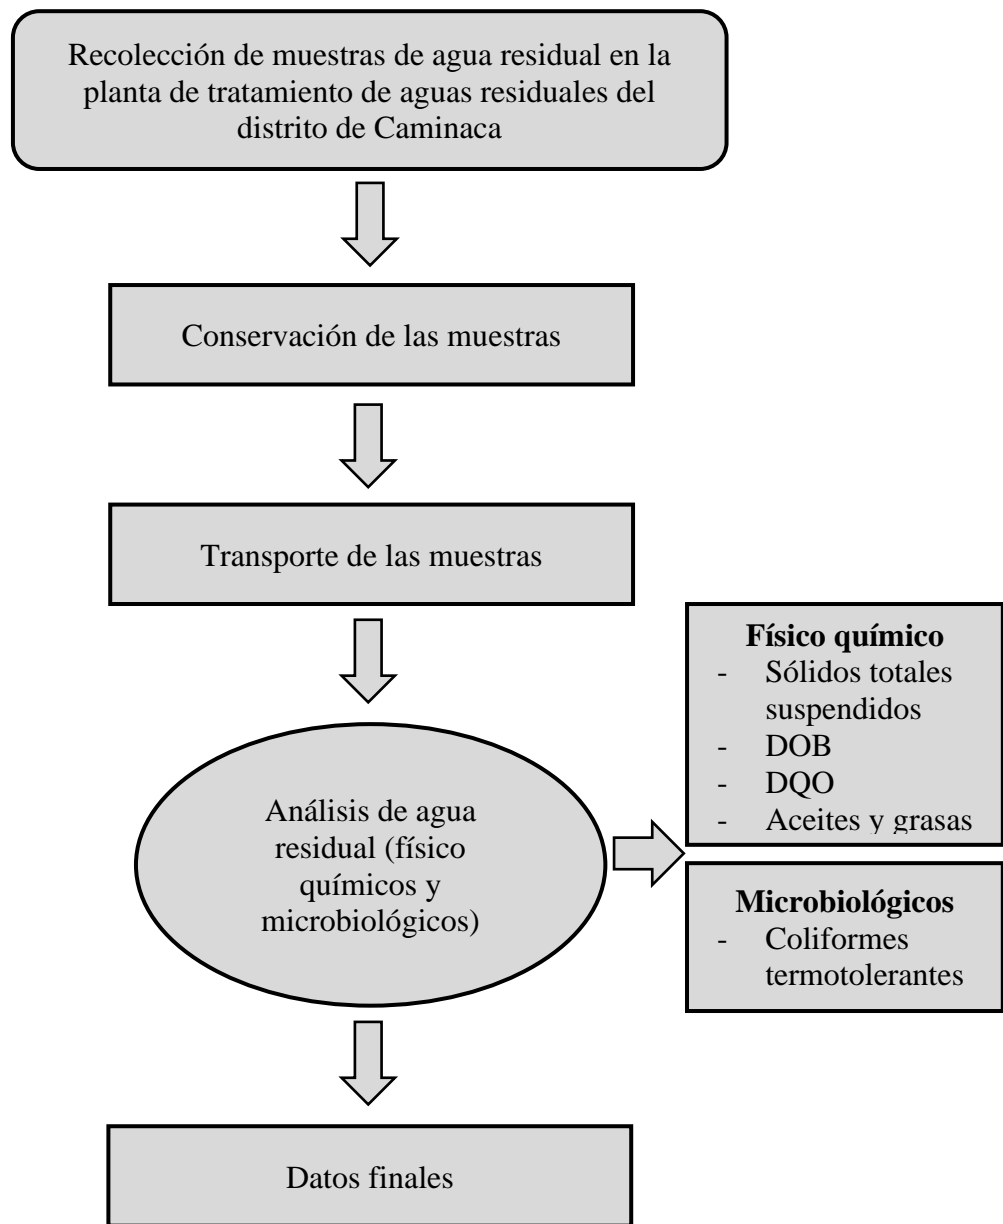 Recolección de muestras de agua residual en la
planta de tratamiento de aguas residuales del
distrito de Caminaca
Conservación de las muestras
Transporte de las muestras
Análisis de agua
residual (físico
químicos y
microbiológicos)
Físico químico
- Sólidos totales
suspendidos
- DOB
- DQO
- Aceites y grasas
Microbiológicos
- Coliformes
termotolerantes
Datos finales